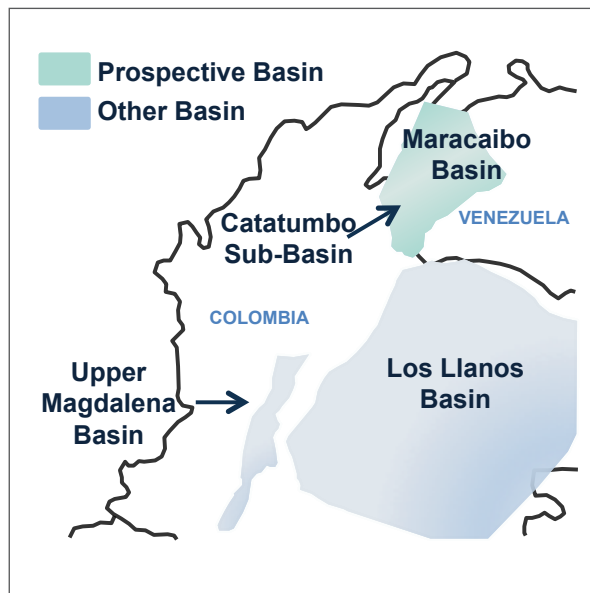 Prospective Basin
Other Basin
Maracaibo
Basin
Catatumbo
Sub-Basin
VENEZUELA
COLOMBIA
Upper
Magdalena
Basin
Los Llanos
Basin